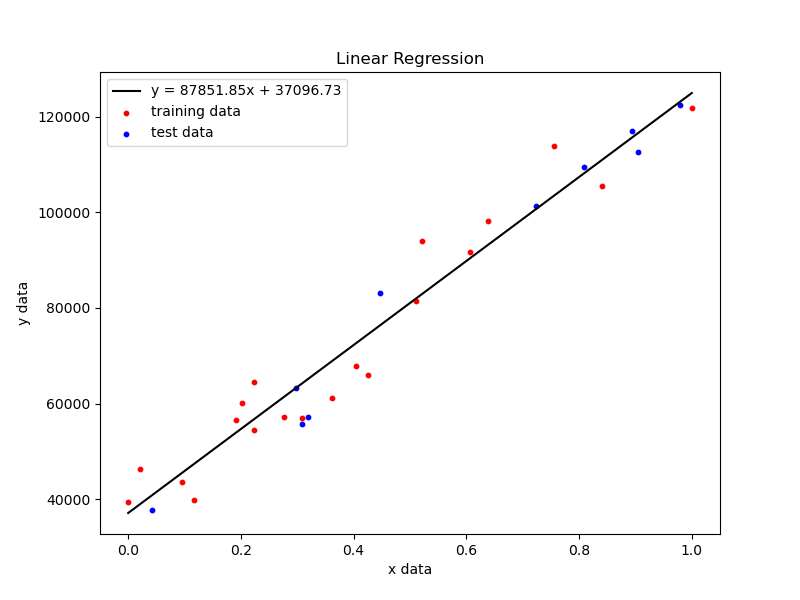 Linear Regression
y = 87851.85x + 37096.73
training data
test data
120000
100000
80000
60000
40000
y data
0.0 0.2 0.4 0.6 0.8 1.0
x data